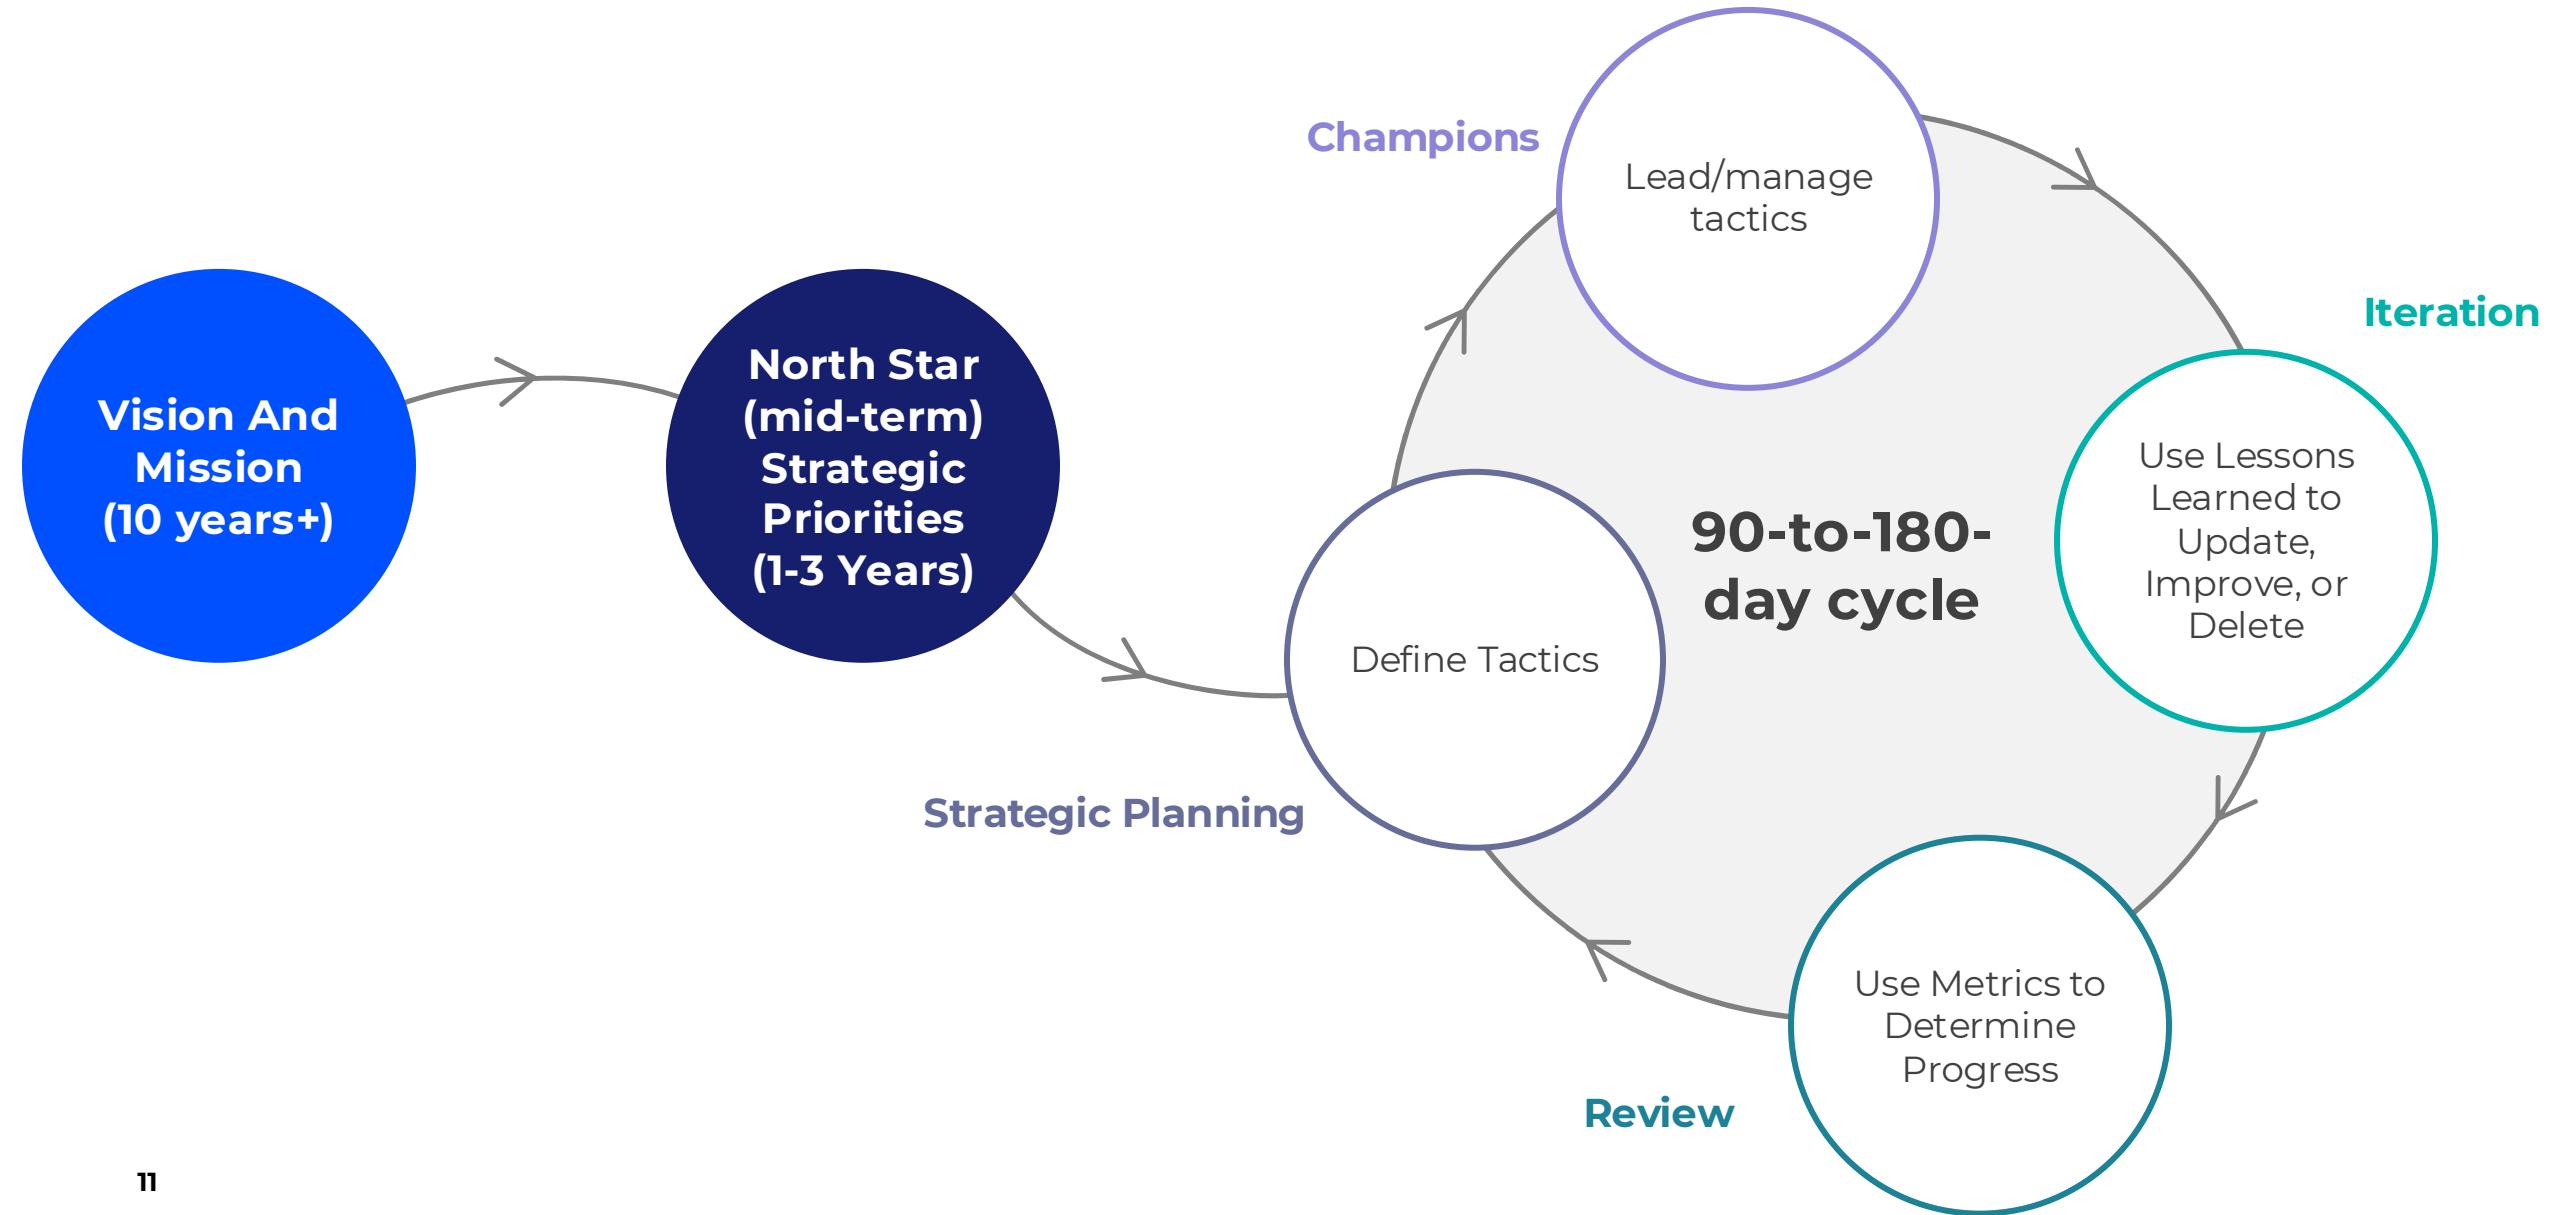 Vision And
Mission
(10 years+)
North Star
(mid-term)
Strategic
Priorities
(1-3 Years)
Strategic Planning
Define Tactics
Champions
Lead/manage
tactics
90-to-180-
day cycle
Iteration
Use Lessons
Learned to
Update,
Improve, or
Delete
Use Metrics to
Determine
Progress
Review
11